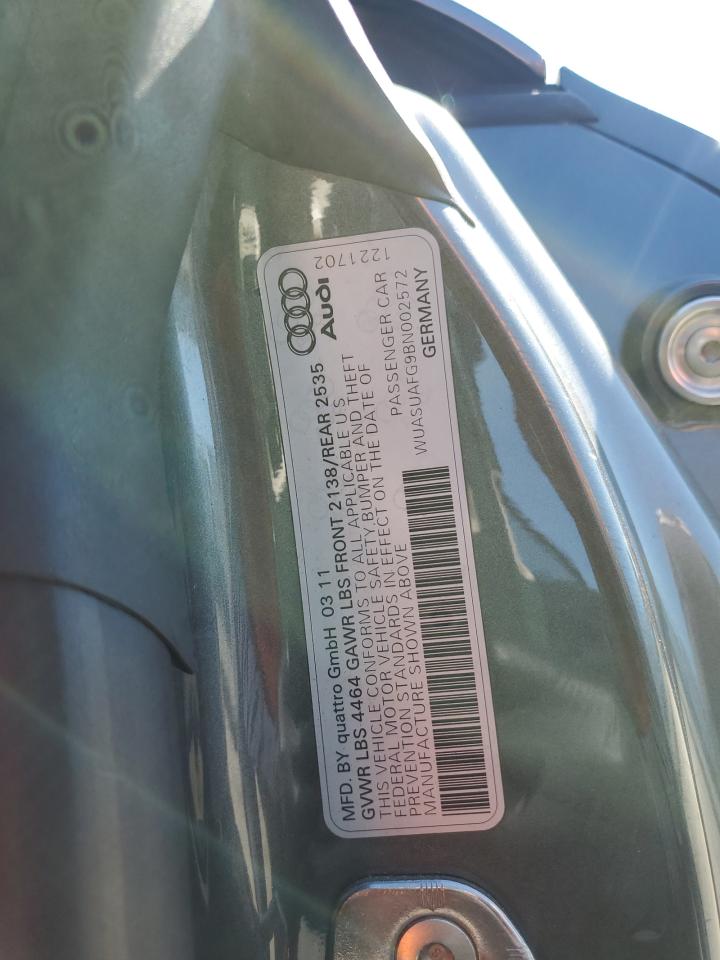 MFD. BY quattro GmbH 03 11
GVWR LBS 4464 GAWR LBS FRONT 2138/REAR 2535
THIS VEHICLE CONFORMS TO ALL APPLICABLE U S
FEDERAL MOTOR VEHICLE SAFETY, BUMPER AND THEFT
PREVENTION STANDARDS IN EFFECT ON THE DATE OF
MANUFACTURE SHOWN ABOVE
PASSENGER CAR
WUASUAFG9BN002572
GERMANY
Audi
1221702